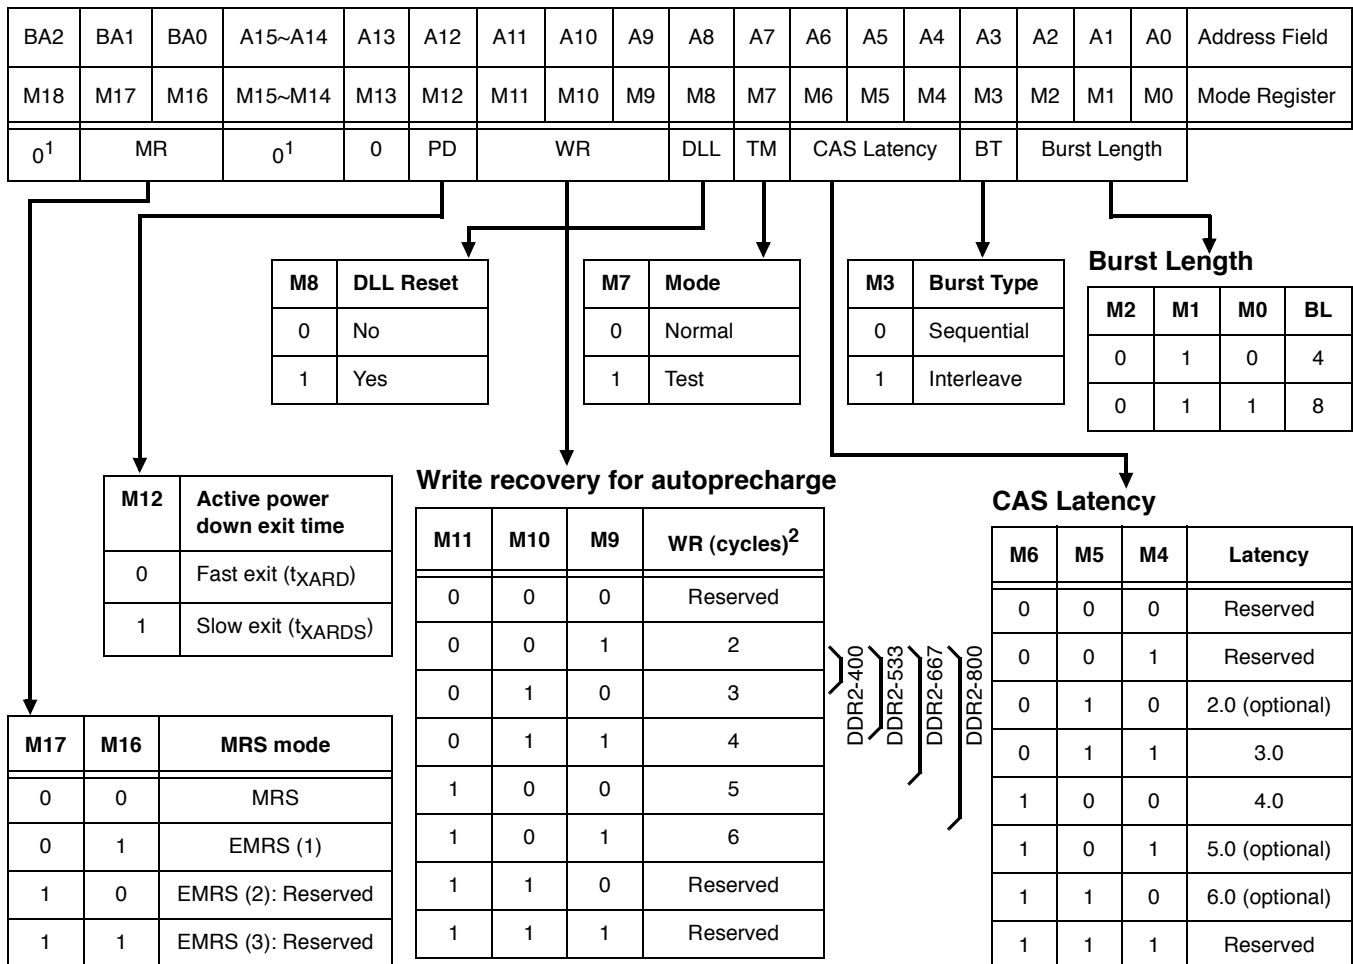 BA2 BA1 BA0 A15~A14 A13 A12 A11 A10 A9 A8 A7 A6 A5 A4 A3 A2 A1 A0 Address Field
M18 M17 M16 M15~M14 M13 M12 M11 M10 M9 M8 M7 M6 M5 M4 M3 M2 M1 M0 Mode Register
0¹ MR 0¹ 0 PD WR DLL TM CAS Latency BT Burst Length
M8 DLL Reset
0 No
1 Yes
M7 Mode
0 Normal
1 Test
M3 Burst Type
0 Sequential
1 Interleave
Burst Length
M2 M1 M0 BL
0 1 0 4
0 1 1 8
M12 Active power
down exit time
0 Fast exit (tXARD)
1 Slow exit (tXARDS)
Write recovery for autoprecharge
M11 M10 M9 WR (cycles)²
0 0 0 Reserved
0 0 1 2
0 1 0 3
0 1 1 4
1 0 0 5
1 0 1 6
1 1 0 Reserved
1 1 1 Reserved
DDR2-400
DDR2-533
DDR2-667
DDR2-800
CAS Latency
M6 M5 M4 Latency
0 0 0 Reserved
0 0 1 Reserved
0 1 0 2.0 (optional)
0 1 1 3.0
1 0 0 4.0
1 0 1 5.0 (optional)
1 1 0 6.0 (optional)
1 1 1 Reserved
M17 M16 MRS mode
0 0 MRS
0 1 EMRS (1)
1 0 EMRS (2): Reserved
1 1 EMRS (3): Reserved